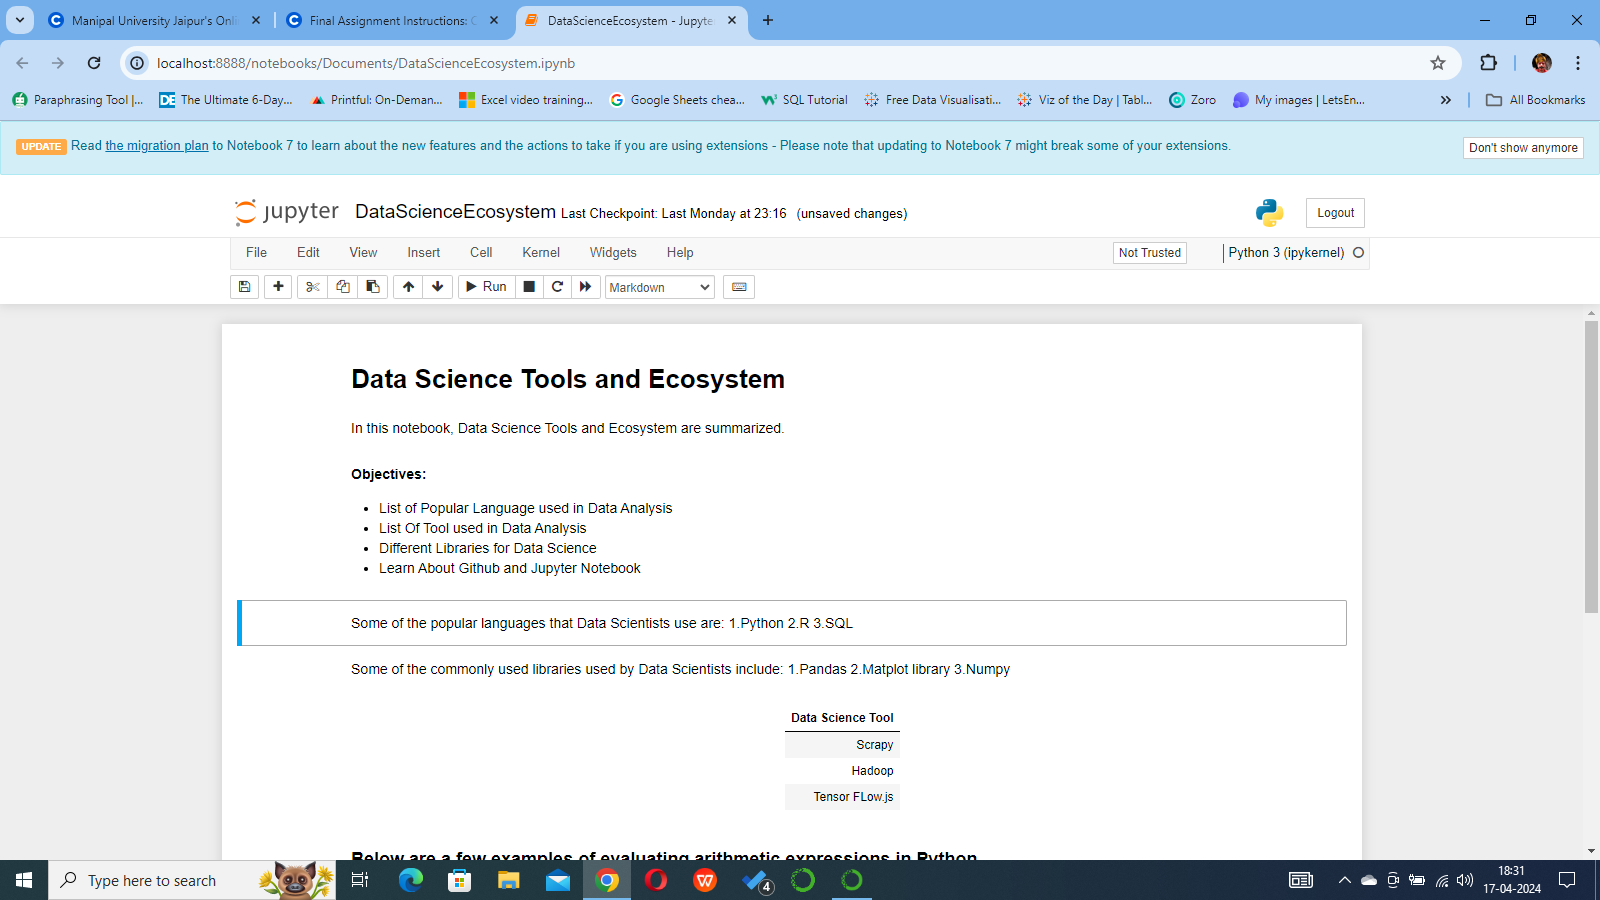 Manipal University Jaipur's Onli
Final Assignment Instructions: C
DataScienceEcosystem - Jupyte
localhost:8888/notebooks/Documents/DataScienceEcosystem.ipynb
Paraphrasing Tool |...
The Ultimate 6-Day...
Printful: On-Deman...
Excel video training...
Google Sheets chea...
SQL Tutorial
Free Data Visualisati...
Viz of the Day | Tabl...
Zoro
My images | LetsEn...
All Bookmarks
UPDATE Read the migration plan to Notebook 7 to learn about the new features and the actions to take if you are using extensions - Please note that updating to Notebook 7 might break some of your extensions.
Don't show anymore
jupyter DataScienceEcosystem Last Checkpoint: Last Monday at 23:16 (unsaved changes)
Logout
File Edit View Insert Cell Kernel Widgets Help
Not Trusted
Python 3 (ipykernel)
Run
Markdown
Data Science Tools and Ecosystem
In this notebook, Data Science Tools and Ecosystem are summarized.
Objectives:
• List of Popular Language used in Data Analysis
• List Of Tool used in Data Analysis
• Different Libraries for Data Science
• Learn About Github and Jupyter Notebook
Some of the popular languages that Data Scientists use are: 1.Python 2.R 3.SQL
Some of the commonly used libraries used by Data Scientists include: 1.Pandas 2.Matplot library 3.Numpy
Data Science Tool
Scrapy
Hadoop
Tensor FLow.js
Below are a few examples of evaluating arithmetic expressions in Python
Type here to search
4
18:31
17-04-2024